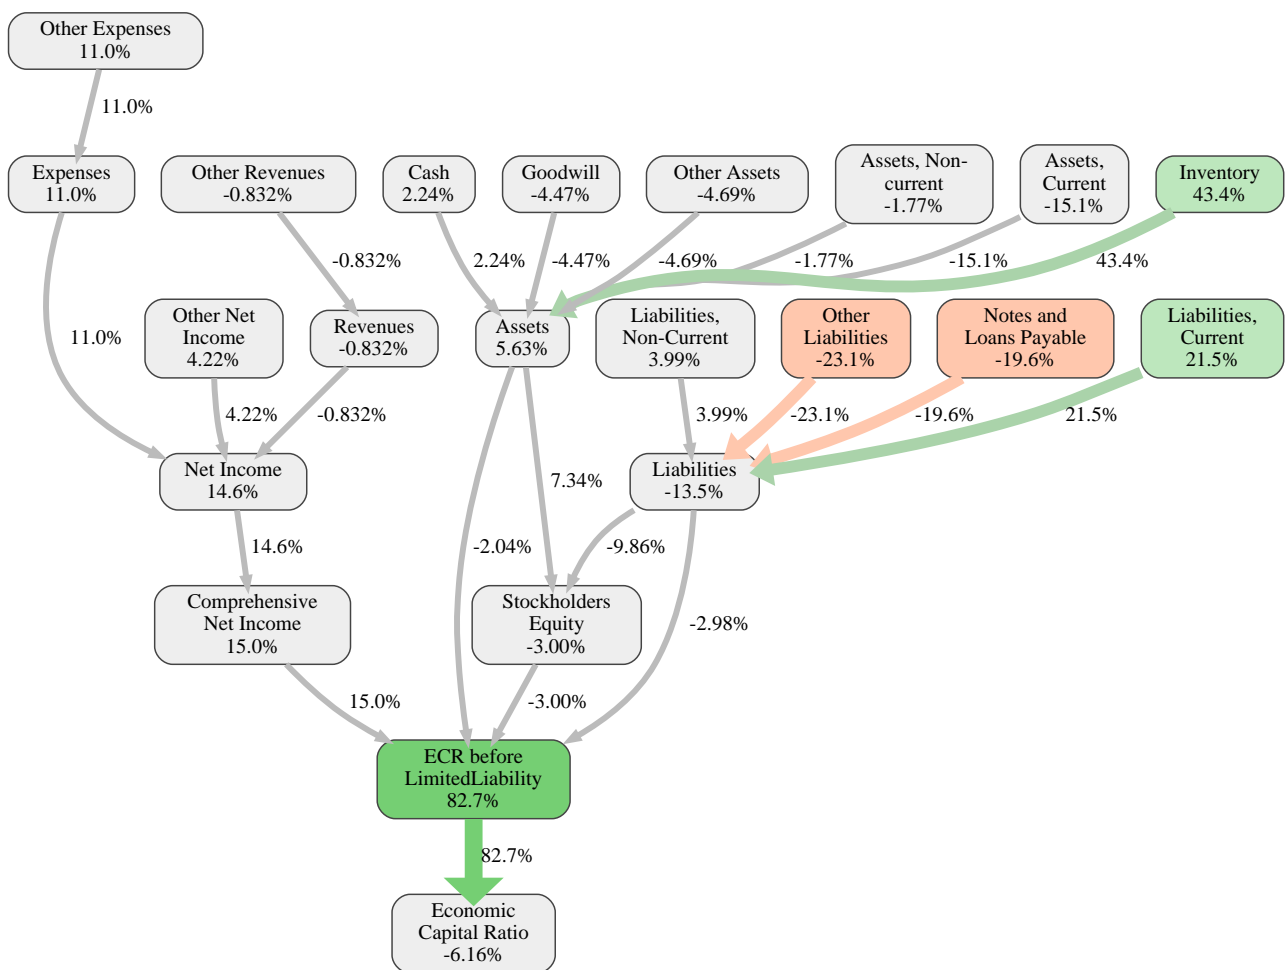 Other Expenses
11.0%
11.0%
Expenses
11.0%
Other Revenues
-0.832%
Cash
2.24%
Goodwill
-4.47%
Other Assets
-4.69%
Assets, Non-
current
-1.77%
Assets,
Current
-15.1%
Inventory
43.4%
-0.832%
2.24%
-4.47%
-4.69%
-1.77%
-15.1%
43.4%
11.0%
Other Net
Income
4.22%
Revenues
-0.832%
Assets
5.63%
Liabilities,
Non-Current
3.99%
Other
Liabilities
-23.1%
Notes and
Loans Payable
-19.6%
Liabilities,
Current
21.5%
4.22%
-0.832%
3.99%
-23.1%
-19.6%
21.5%
Net Income
14.6%
7.34%
Liabilities
-13.5%
14.6%
-2.04%
-9.86%
Comprehensive
Net Income
15.0%
Stockholders
Equity
-3.00%
-2.98%
15.0%
-3.00%
ECR before
LimitedLiability
82.7%
82.7%
Economic
Capital Ratio
-6.16%